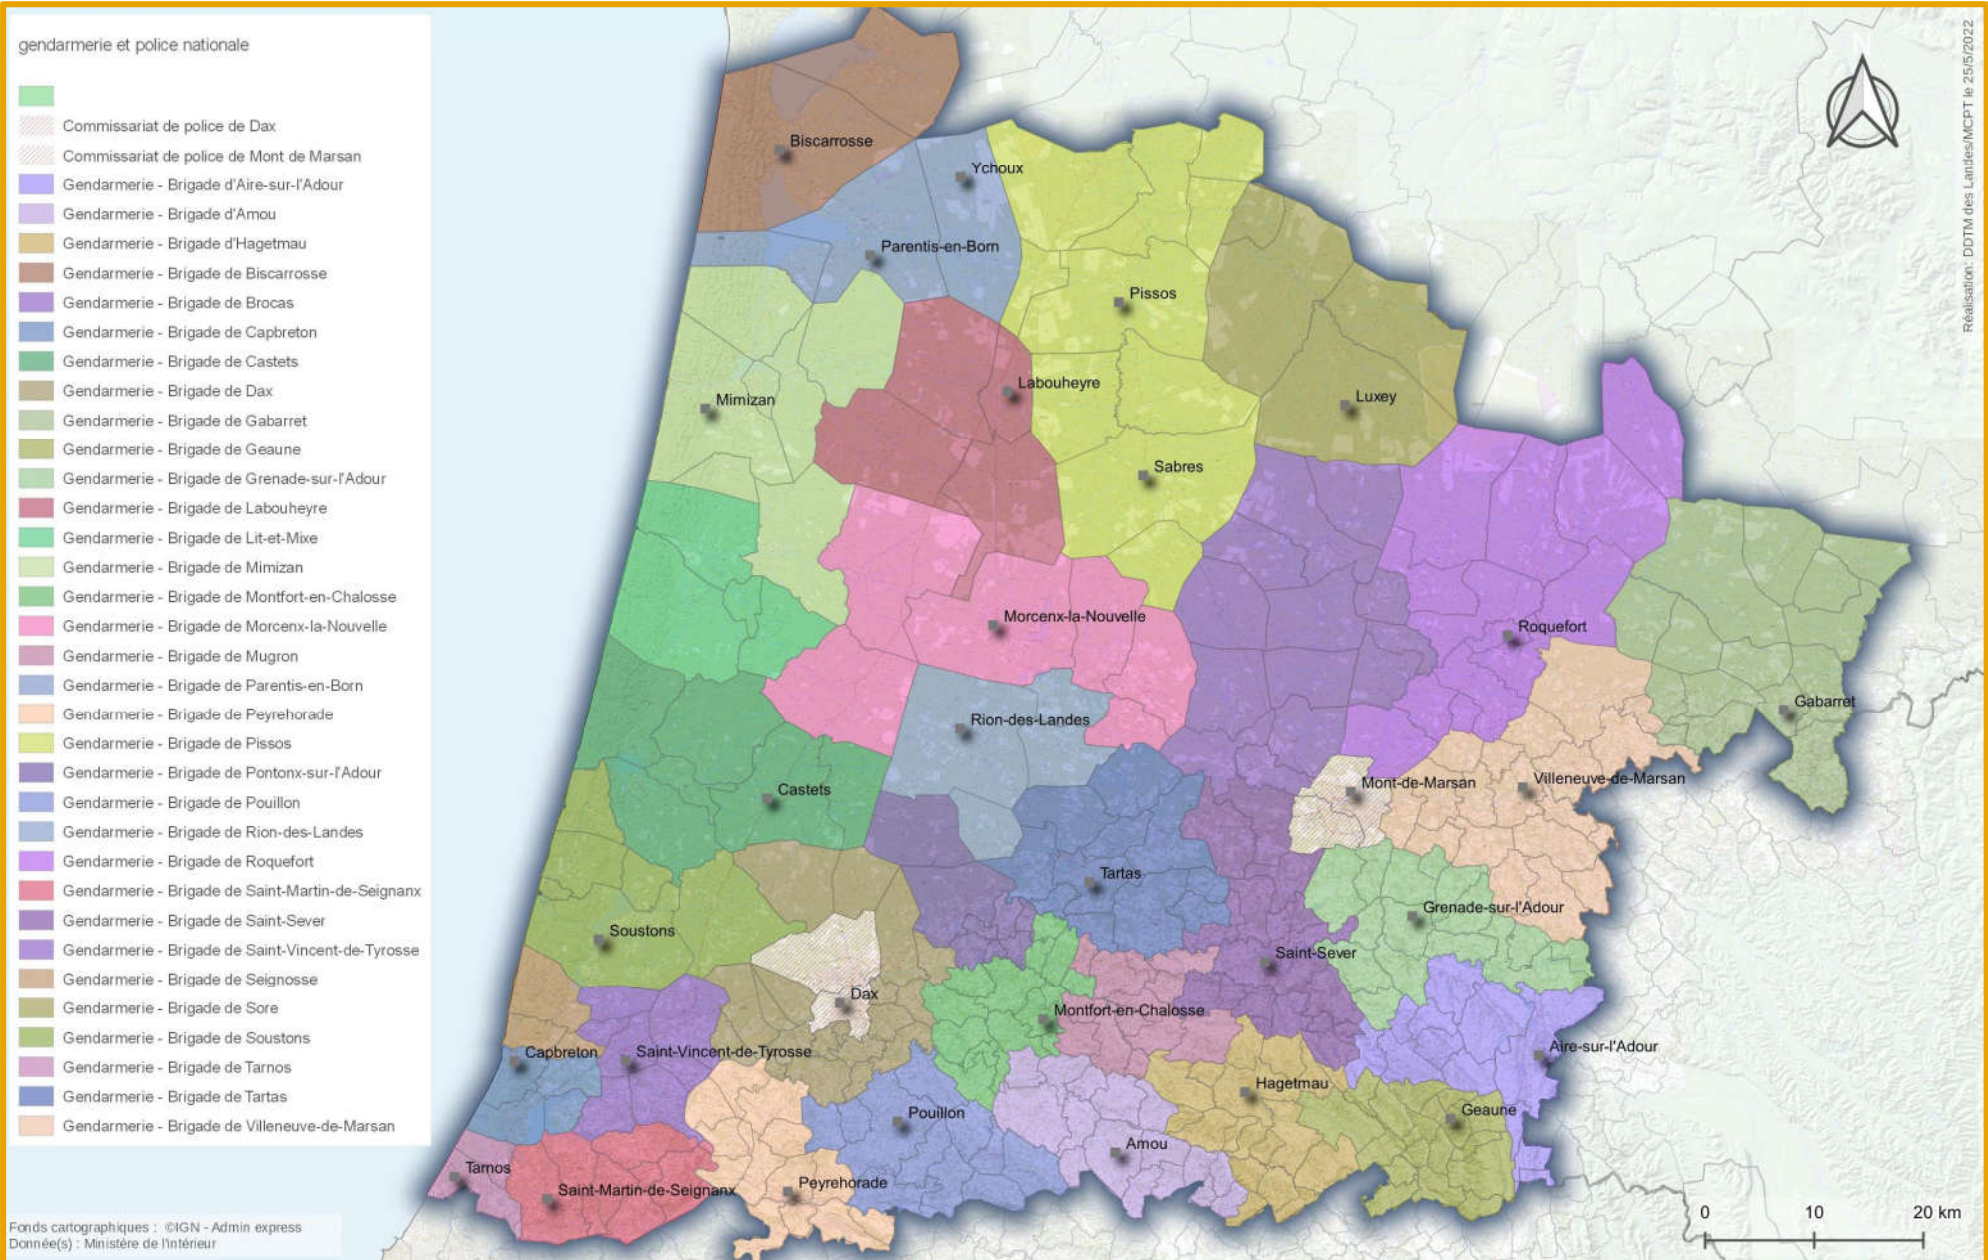 gendarmerie et police nationale
Commissariat de police de Dax
Commissariat de police de Mont de Marsan
Gendarmerie - Brigade d'Aire-sur-l'Adour
Gendarmerie - Brigade d'Amou
Gendarmerie - Brigade d'Hagetmau
Gendarmerie - Brigade de Biscarrosse
Gendarmerie - Brigade de Brocas
Gendarmerie - Brigade de Capbreton
Gendarmerie - Brigade de Castets
Gendarmerie - Brigade de Dax
Gendarmerie - Brigade de Gabarret
Gendarmerie - Brigade de Geaune
Gendarmerie - Brigade de Grenade-sur-l'Adour
Gendarmerie - Brigade de Labouheyre
Gendarmerie - Brigade de Lit-et-Mixe
Gendarmerie - Brigade de Mimizan
Gendarmerie - Brigade de Montfort-en-Chalosse
Gendarmerie - Brigade de Morcenx-la-Nouvelle
Gendarmerie - Brigade de Mugron
Gendarmerie - Brigade de Parentis-en-Born
Gendarmerie - Brigade de Peyrehorade
Gendarmerie - Brigade de Pissos
Gendarmerie - Brigade de Pontonx-sur-l'Adour
Gendarmerie - Brigade de Pouillon
Gendarmerie - Brigade de Rion-des-Landes
Gendarmerie - Brigade de Roquefort
Gendarmerie - Brigade de Saint-Martin-de-Seignanx
Gendarmerie - Brigade de Saint-Sever
Gendarmerie - Brigade de Saint-Vincent-de-Tyrosse
Gendarmerie - Brigade de Seignosse
Gendarmerie - Brigade de Sore
Gendarmerie - Brigade de Soustons
Gendarmerie - Brigade de Tarnos
Gendarmerie - Brigade de Tartas
Gendarmerie - Brigade de Villeneuve-de-Marsan
Biscarrosse
Ychoux
Parentis-en-Born
Pissos
Labouheyre
Mimizan
Luxey
Sabres
Morcenx-la-Nouvelle
Roquefort
Gabarret
Rion-des-Landes
Castets
Mont-de-Marsan
Villeneuve-de-Marsan
Tartas
Grenade-sur-l'Adour
Soustons
Saint-Sever
Dax
Montfort-en-Chalosse
Capbreton
Saint-Vincent-de-Tyrosse
Aire-sur-l'Adour
Hagetmau
Geaune
Pouillon
Amou
Tarnos
Saint-Martin-de-Seignanx
Peyrehorade
N
Réalisation: DDTM des Landes/MCPT le 25/5/2022
0 10 20 km
Fonds cartographiques : ©IGN - Admin express
Donnée(s) : Ministère de l'intérieur